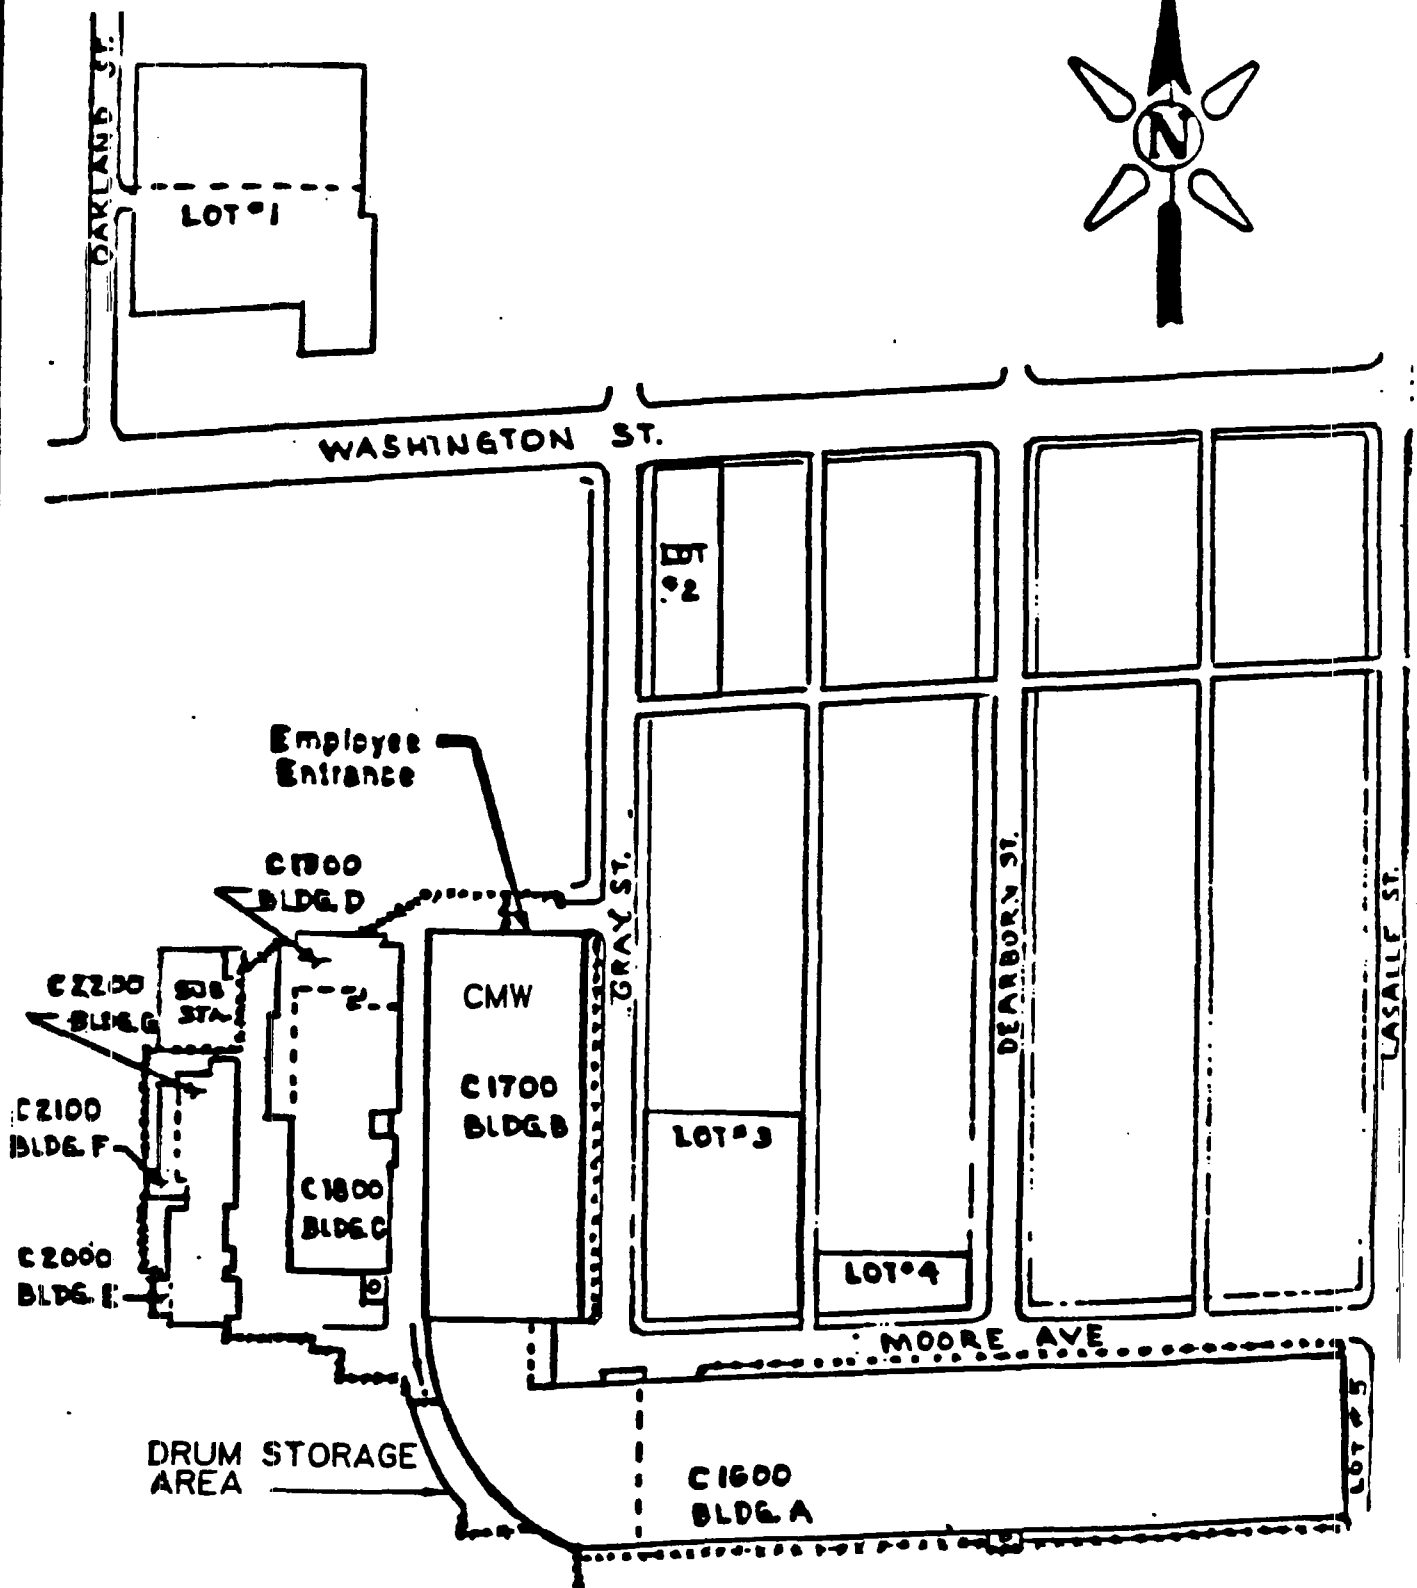 OAKLAND ST.
N
LOT #1
WASHINGTON ST.
LOT
#2
Employee
Entrance
C1900
BLDG. D
GRAY ST.
DEARBORN ST.
LASALLE ST.
C2200
BLDG. G
SUB
STA.
CMW
C1700
BLDG. B
C2100
BLDG. F
LOT #3
C1800
BLDG. C
C2000
BLDG. E
LOT #4
MOORE AVE
LOT #5
DRUM STORAGE
AREA
C1600
BLDG. A